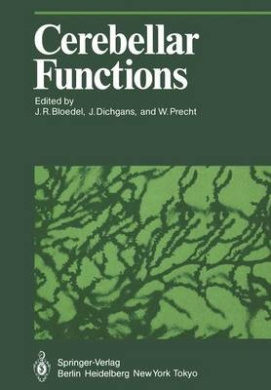 Cerebellar
Functions
Edited by
J.R. Bloedel, J. Dichgans, and W. Precht
Springer-Verlag
Berlin Heidelberg New York Tokyo